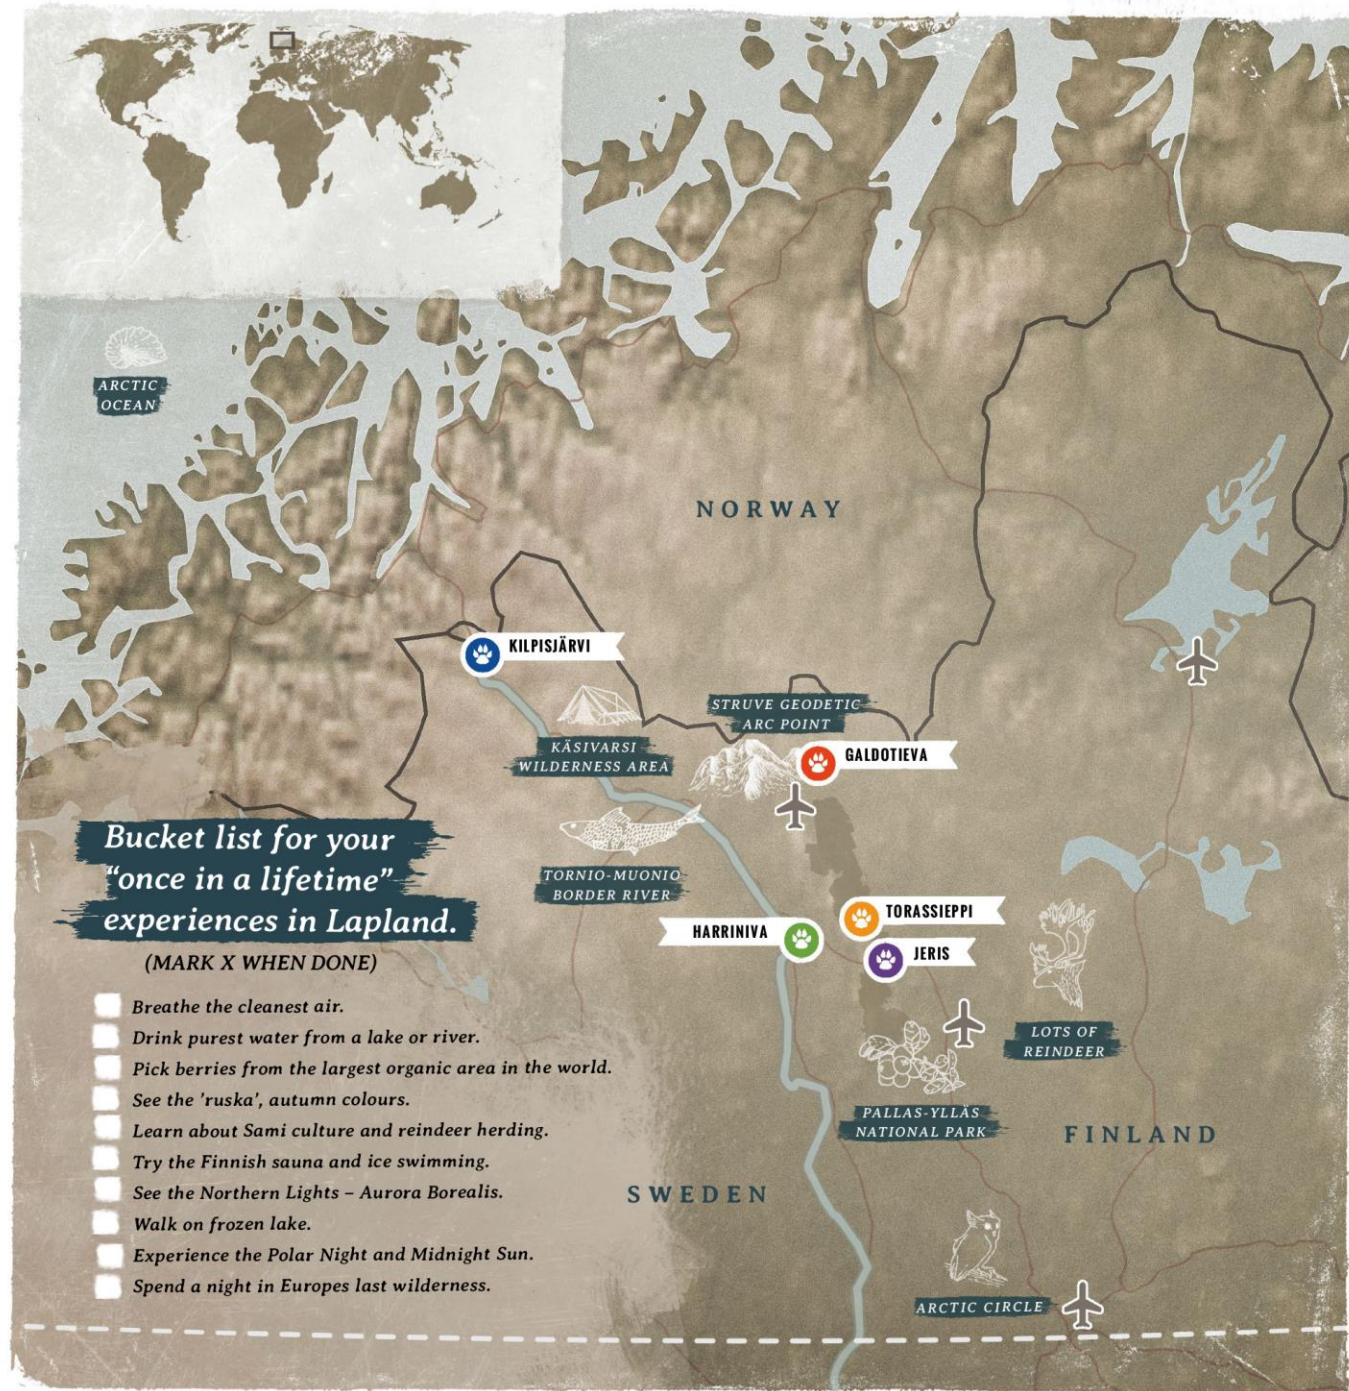 ARCTIC
OCEAN
NORWAY
KILPISJÄRVI
STRUVE GEODETIC
ARC POINT
KÄSIVARSI
WILDERNESS AREA
GALDOTIEVA
Bucket list for your
“once in a lifetime”
experiences in Lapland.
(MARK X WHEN DONE)
TORNIO-MUONIO
BORDER RIVER
HARRINIVA
TORASSIEPPI
JERIS
Breathe the cleanest air.
Drink purest water from a lake or river.
Pick berries from the largest organic area in the world.
See the ’ruska’, autumn colours.
Learn about Sami culture and reindeer herding.
Try the Finnish sauna and ice swimming.
See the Northern Lights – Aurora Borealis.
Walk on frozen lake.
Experience the Polar Night and Midnight Sun.
Spend a night in Europes last wilderness.
LOTS OF
REINDEER
PALLAS-YLLÄS
NATIONAL PARK
FINLAND
SWEDEN
ARCTIC CIRCLE